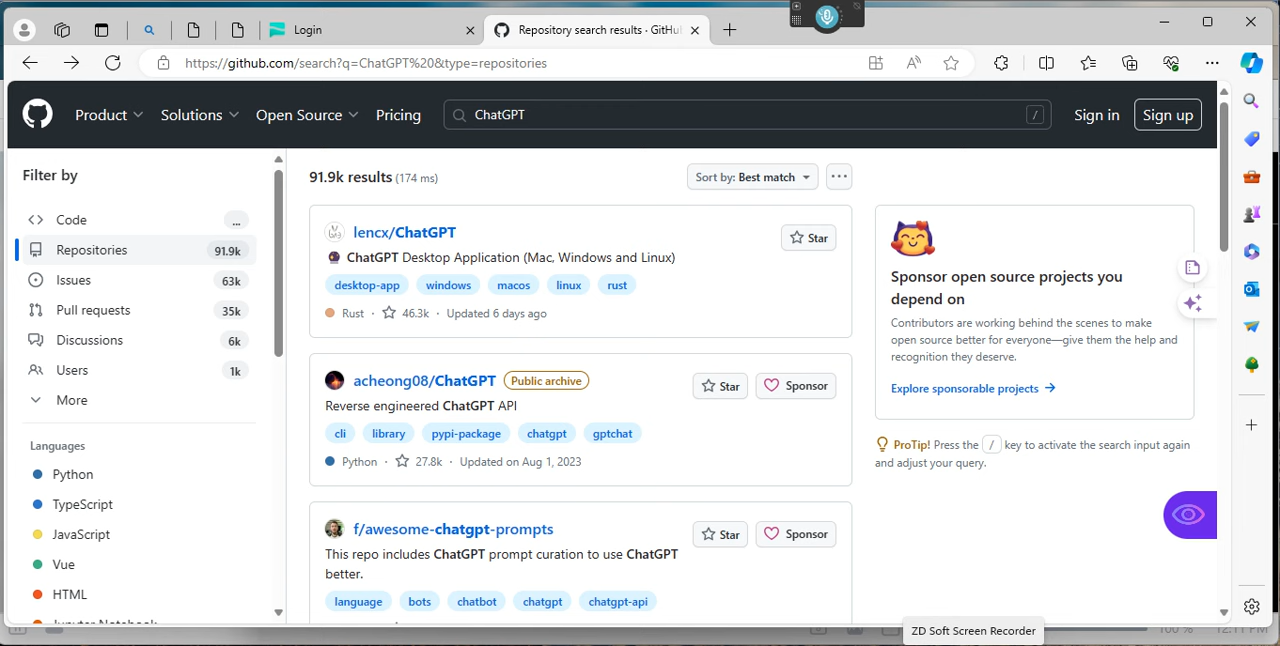 Login
Repository search results · GitHub
https://github.com/search?q=ChatGPT%20&type=repositories
Product
Solutions
Open Source
Pricing
ChatGPT
/
Sign in
Sign up
Filter by
Code
...
Repositories
91.9k
Issues
63k
Pull requests
35k
Discussions
6k
Users
1k
More
Languages
Python
TypeScript
JavaScript
Vue
HTML
Jupyter Notebook
91.9k results (174 ms)
Sort by: Best match
lencx/ChatGPT
Star
ChatGPT Desktop Application (Mac, Windows and Linux)
desktop-app windows macos linux rust
Rust · 46.3k · Updated 6 days ago
acheong08/ChatGPT Public archive
Star
Sponsor
Reverse engineered ChatGPT API
cli library pypi-package chatgpt gptchat
Python · 27.8k · Updated on Aug 1, 2023
f/awesome-chatgpt-prompts
Star
Sponsor
This repo includes ChatGPT prompt curation to use ChatGPT
better.
language bots chatbot chatgpt chatgpt-api
Sponsor open source projects you
depend on
Contributors are working behind the scenes to make
open source better for everyone—give them the help and
recognition they deserve.
Explore sponsorable projects →
ProTip! Press the / key to activate the search input again
and adjust your query.
ZD Soft Screen Recorder
100 %
12:11 PM